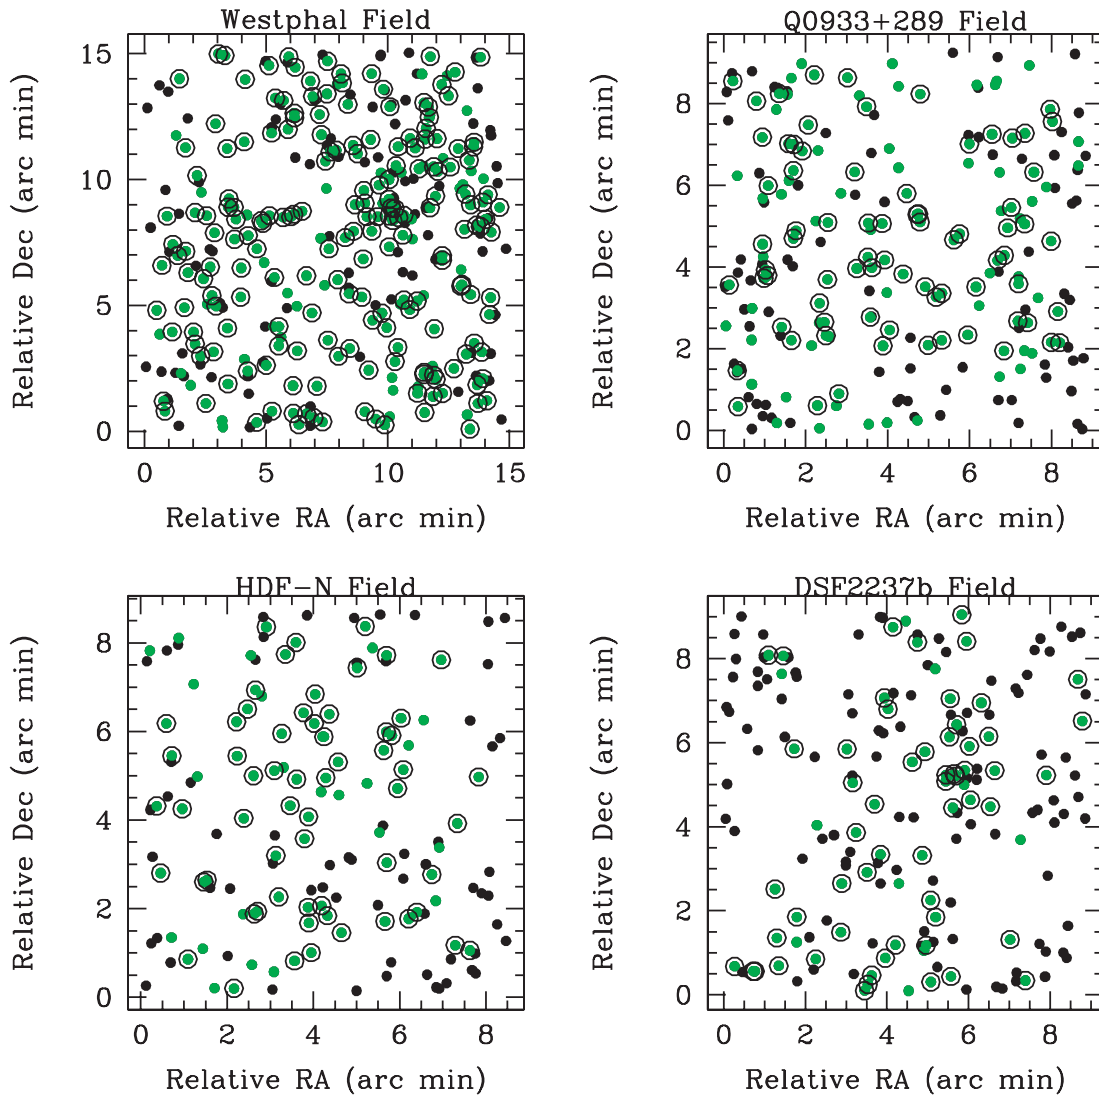 Westphal Field
Q0933+289 Field
15
10
5
0
Relative Dec (arc min)
8
6
4
2
0
Relative Dec (arc min)
0 5 10 15
0 2 4 6 8
Relative RA (arc min)
Relative RA (arc min)
HDF-N Field
DSF2237b Field
8
6
4
2
0
Relative Dec (arc min)
8
6
4
2
0
Relative Dec (arc min)
0 2 4 6 8
0 2 4 6 8
Relative RA (arc min)
Relative RA (arc min)